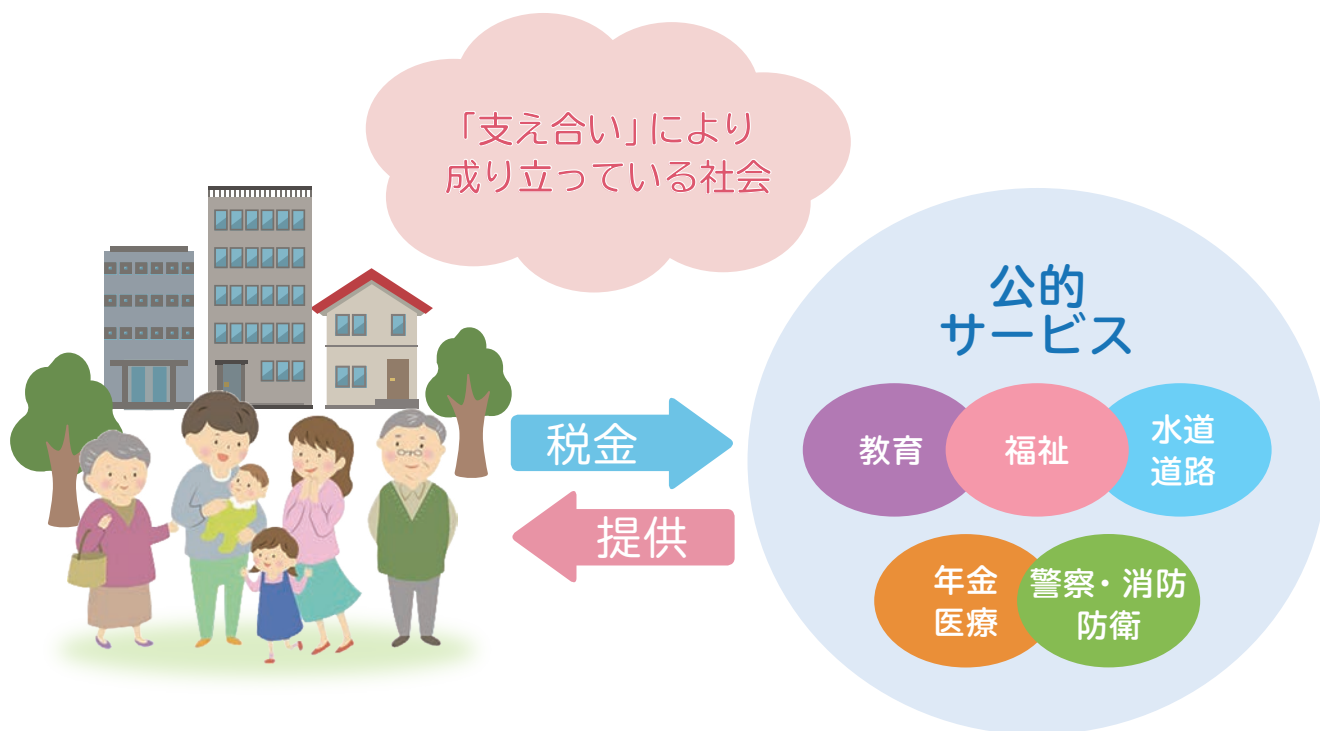 「支え合い」により
成り立っている社会
公的
サービス
税金
提供
教育
福祉
水道
道路
年金
医療
警察・消防
防衛